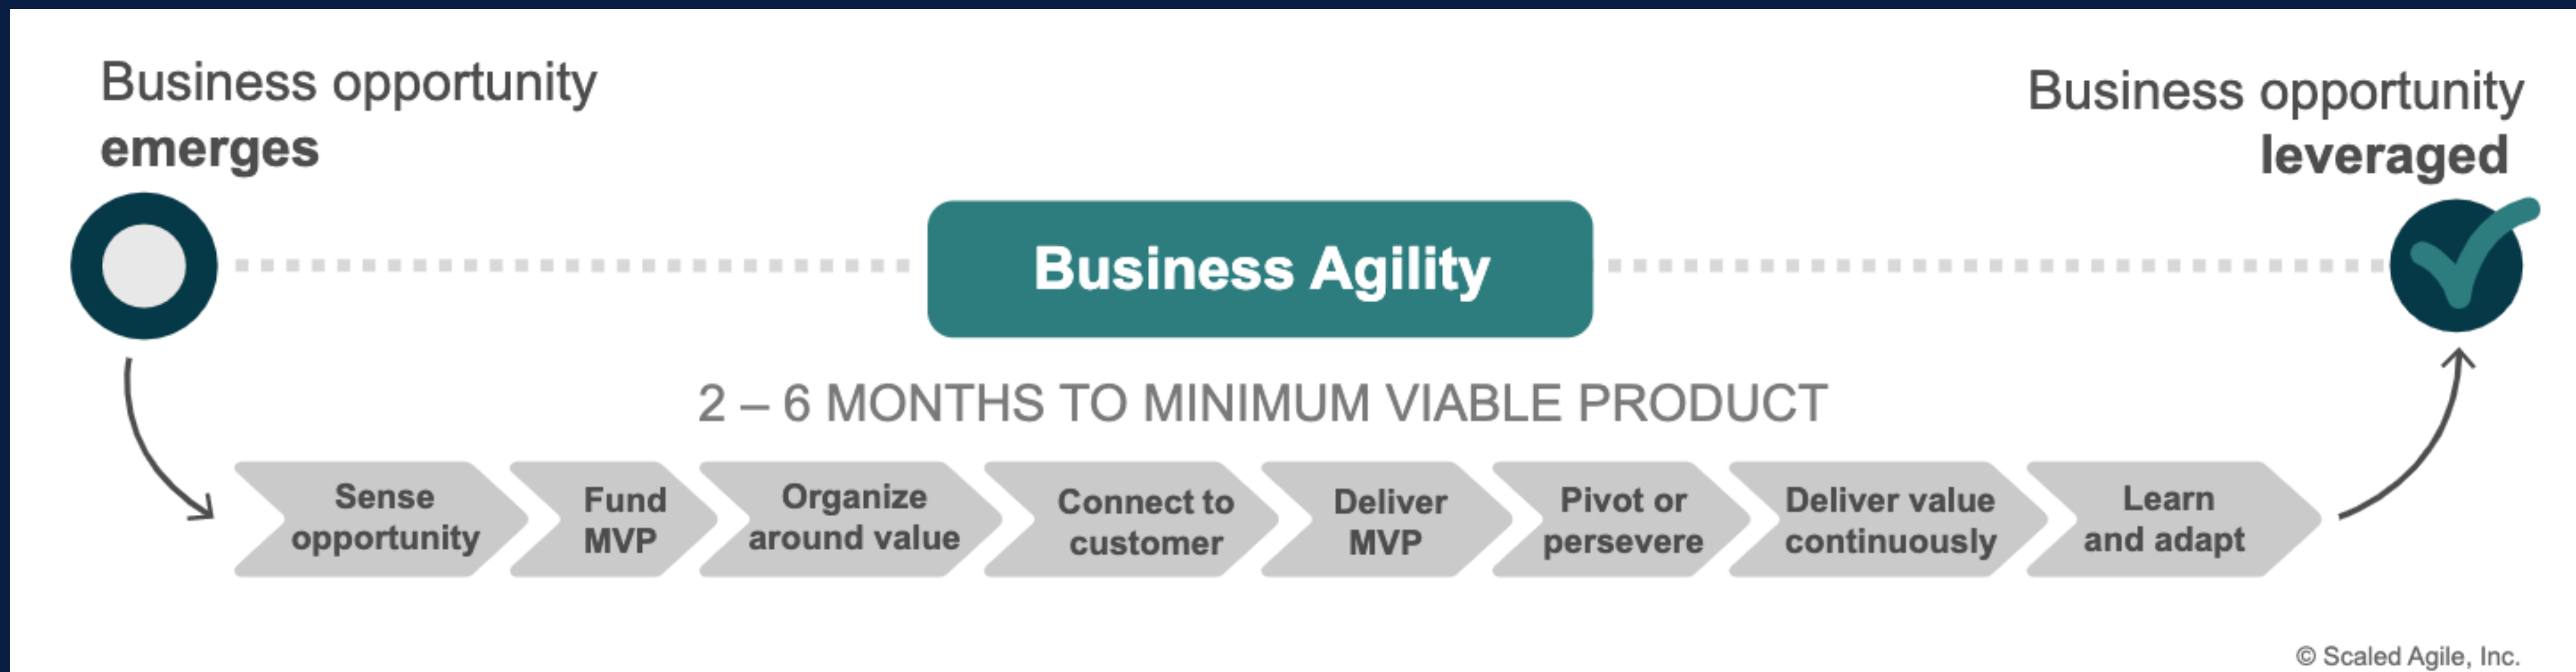 Business opportunity
emerges
Business opportunity
leveraged
Business Agility
2 – 6 MONTHS TO MINIMUM VIABLE PRODUCT
Sense
opportunity
Fund
MVP
Organize
around value
Connect to
customer
Deliver
MVP
Pivot or
persevere
Deliver value
continuously
Learn
and adapt
© Scaled Agile, Inc.